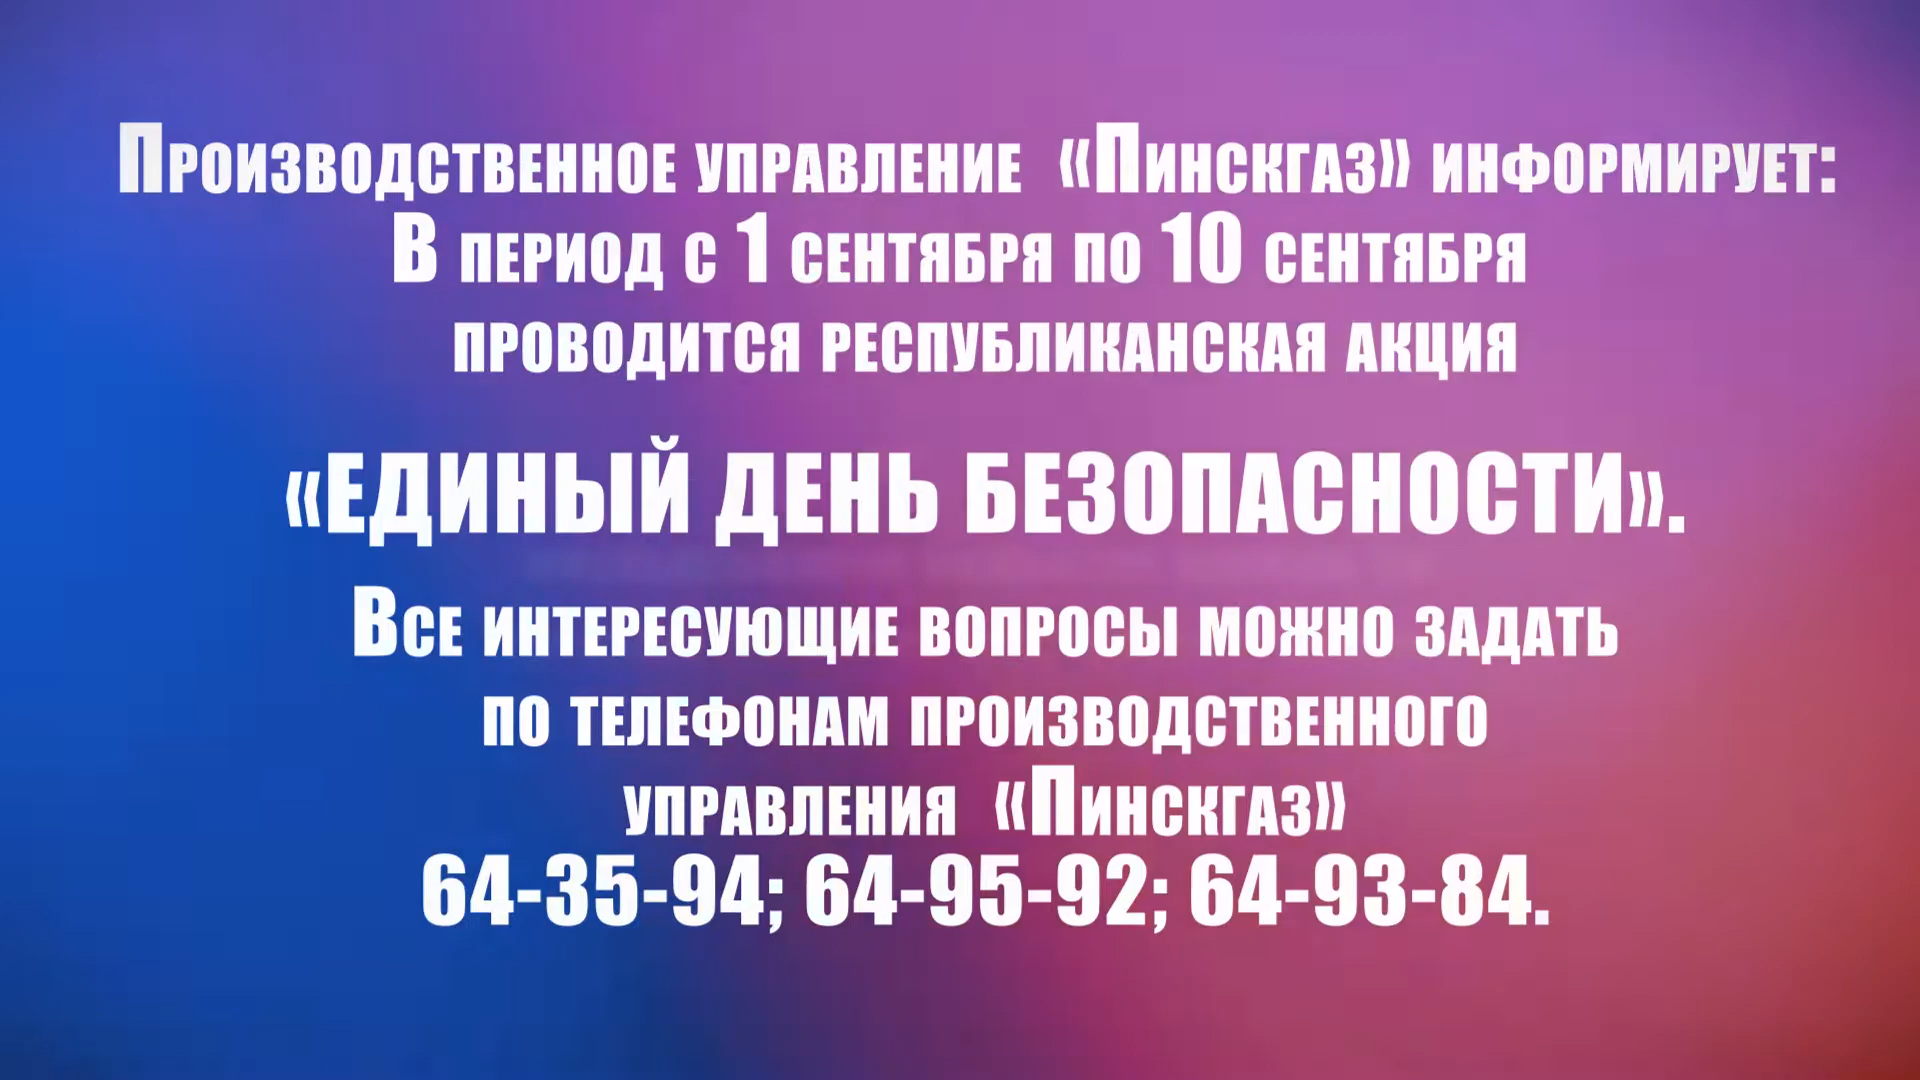 Производственное управление «Пинскгаз» информирует:
В период с 1 сентября по 10 сентября
проводится республиканская акция
«ЕДИНЫЙ ДЕНЬ БЕЗОПАСНОСТИ».
Все интересующие вопросы можно задать
по телефонам производственного
управления «Пинскгаз»
64-35-94; 64-95-92; 64-93-84.